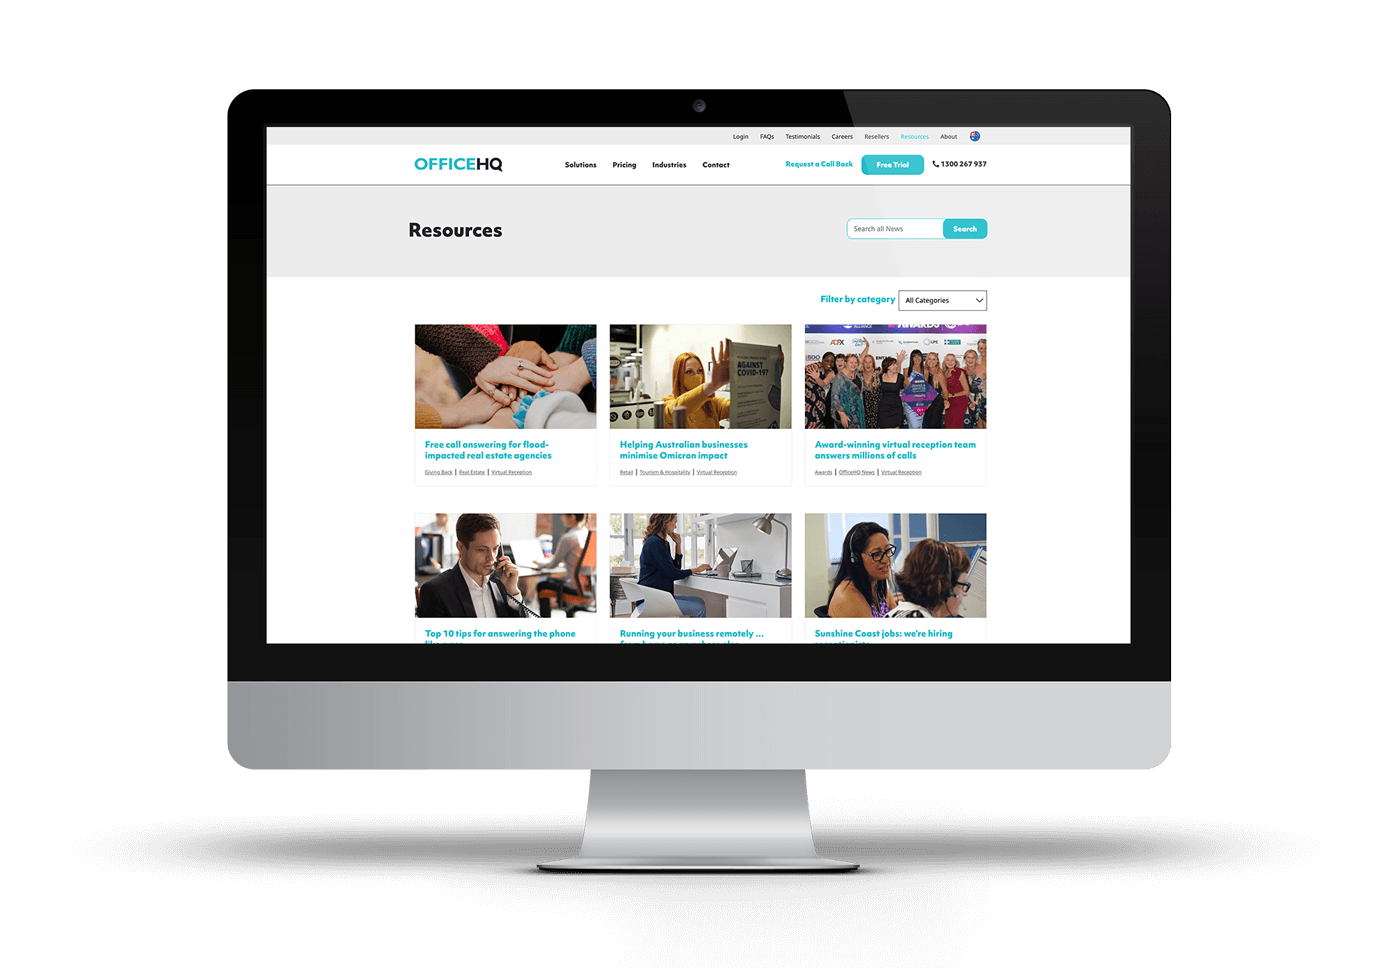 Login FAQs Testimonials Careers Resellers Resources About
OFFICEHQ Solutions Pricing Industries Contact Request a Call Back Free Trial 1300 267 937
Resources Search all News Search
Filter by category All Categories
AGAINST
COVID-19?
ALLIANCE AWARDS
BDO LPE
Free call answering for flood-
impacted real estate agencies
Giving Back | Real Estate | Virtual Reception
Helping Australian businesses
minimise Omicron impact
Retail | Tourism & Hospitality | Virtual Reception
Award-winning virtual reception team
answers millions of calls
Awards | OfficeHQ News | Virtual Reception
Top 10 tips for answering the phone
Running your business remotely ...
Sunshine Coast jobs: we're hiring